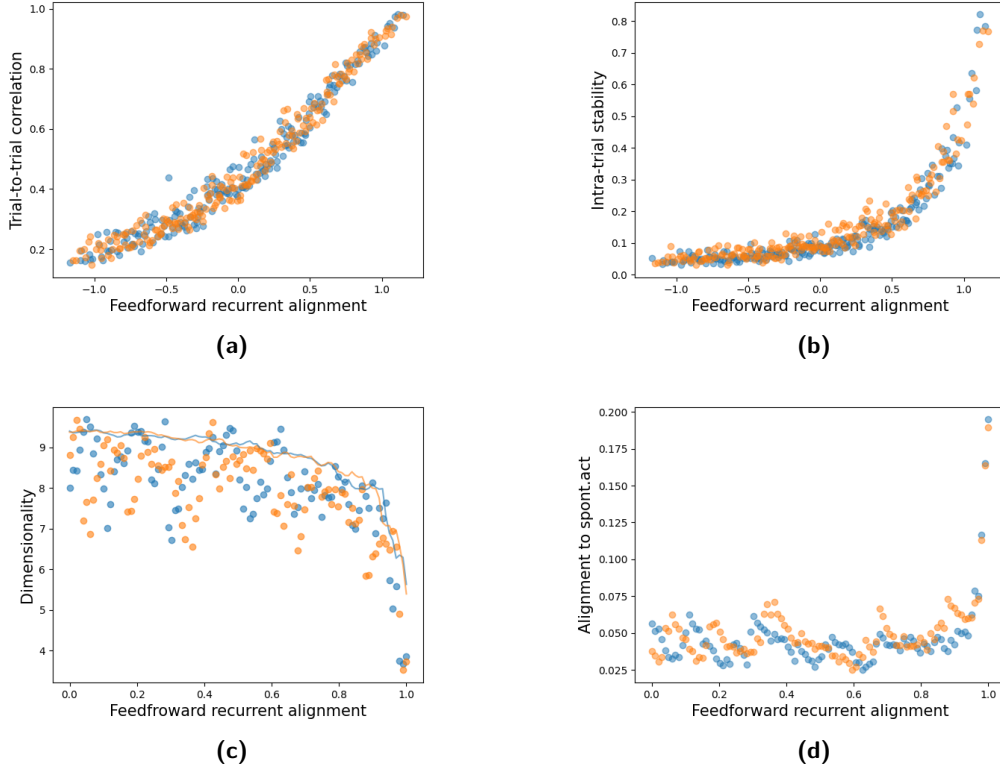 1.0
0.8
0.6
0.4
0.2
Trial-to-trial correlation
−1.0 −0.5 0.0 0.5 1.0
Feedforward recurrent alignment
(a)
0.8
0.7
0.6
0.5
0.4
0.3
0.2
0.1
0.0
Intra-trial stability
−1.0 −0.5 0.0 0.5 1.0
Feedforward recurrent alignment
(b)
9
8
7
6
5
4
Dimensionality
0.0 0.2 0.4 0.6 0.8 1.0
Feedfroward recurrent alignment
(c)
0.200
0.175
0.150
0.125
0.100
0.075
0.050
0.025
Alignment to spont.act
0.0 0.2 0.4 0.6 0.8 1.0
Feedforward recurrent alignment
(d)